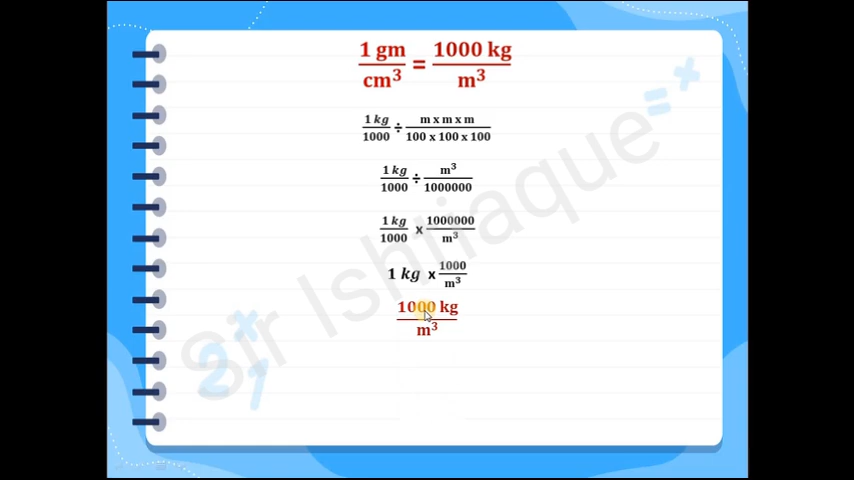 1 gm / cm³ = 1000 kg / m³
1 kg / 1000 ÷ m x m x m / 100 x 100 x 100
1 kg / 1000 ÷ m³ / 1000000
1 kg / 1000 x 1000000 / m³
1 kg x 1000 / m³
1000 kg / m³
Sir Ishtiaque